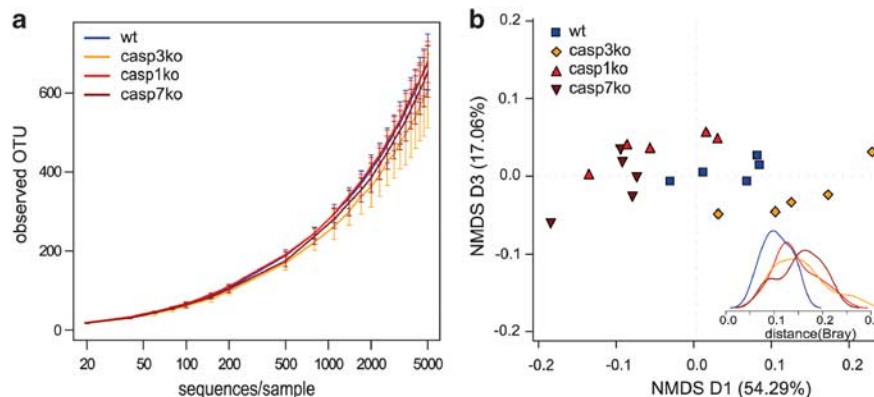 a
wt
casp3ko
casp1ko
casp7ko
600
400
200
0
observed OTU
20 50 100 200 500 1000 2000 5000
sequences/sample
b
wt
casp3ko
casp1ko
casp7ko
0.2
0.1
0.0
-0.1
-0.2
NMDS D3 (17.06%)
0.0 0.1 0.2
distance(Bray)
-0.2 -0.1 0.0 0.1 0.2
NMDS D1 (54.29%)